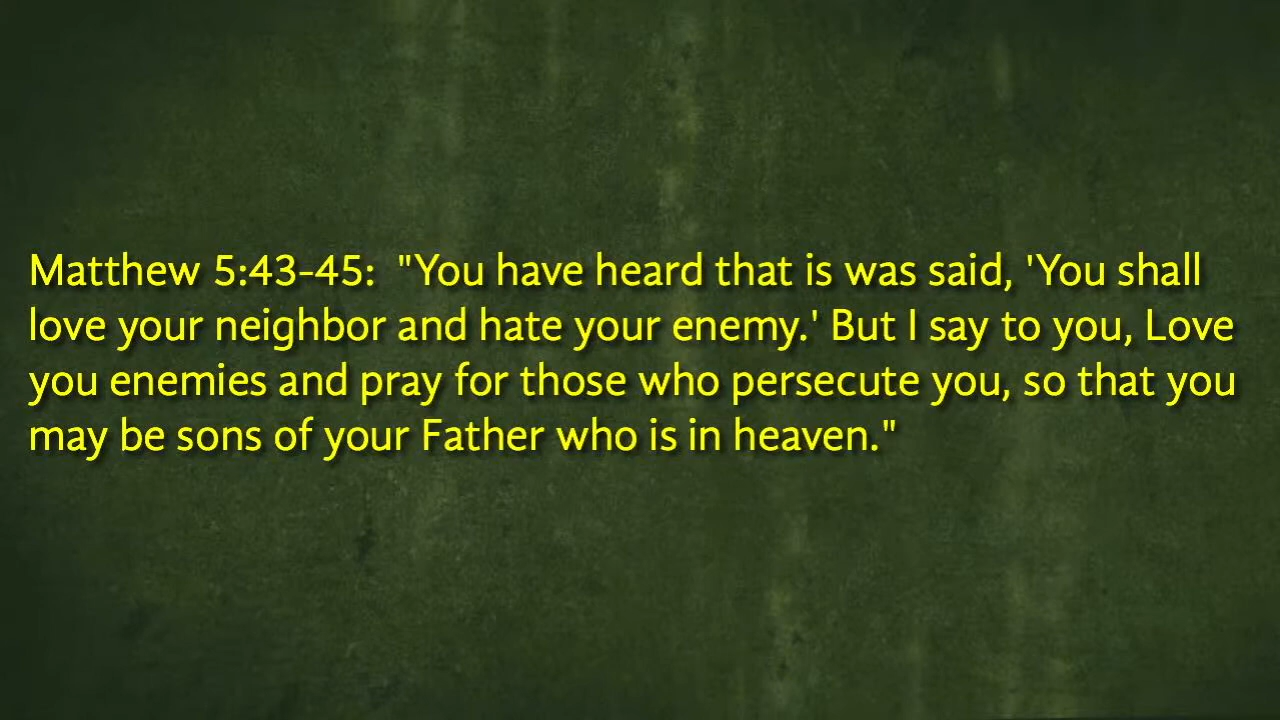 Matthew 5:43-45:  "You have heard that is was said, 'You shall
love your neighbor and hate your enemy.' But I say to you, Love
you enemies and pray for those who persecute you, so that you
may be sons of your Father who is in heaven."